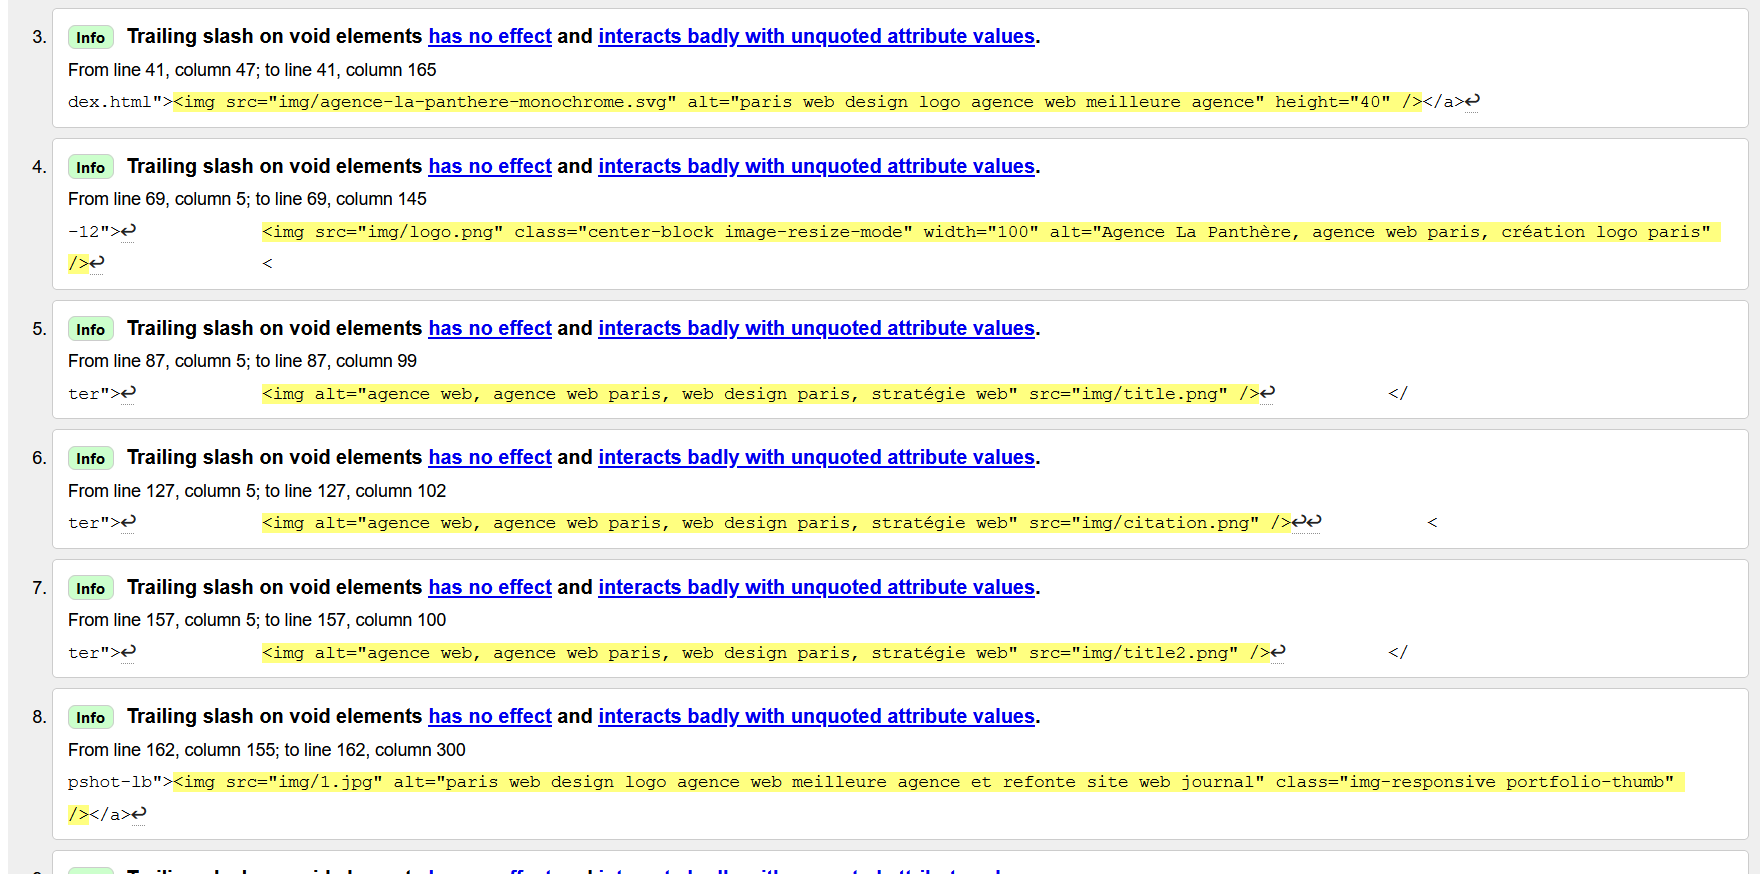 3. Info Trailing slash on void elements has no effect and interacts badly with unquoted attribute values.
From line 41, column 47; to line 41, column 165
dex.html"><img src="img/agence-la-panthere-monochrome.svg" alt="paris web design logo agence web meilleure agence" height="40" /></a>↩
4. Info Trailing slash on void elements has no effect and interacts badly with unquoted attribute values.
From line 69, column 5; to line 69, column 145
-12">↩ <img src="img/logo.png" class="center-block image-resize-mode" width="100" alt="Agence La Panthère, agence web paris, création logo paris"
/>↩ <
5. Info Trailing slash on void elements has no effect and interacts badly with unquoted attribute values.
From line 87, column 5; to line 87, column 99
ter">↩ <img alt="agence web, agence web paris, web design paris, stratégie web" src="img/title.png" />↩ </
6. Info Trailing slash on void elements has no effect and interacts badly with unquoted attribute values.
From line 127, column 5; to line 127, column 102
ter">↩ <img alt="agence web, agence web paris, web design paris, stratégie web" src="img/citation.png" />↩↩ <
7. Info Trailing slash on void elements has no effect and interacts badly with unquoted attribute values.
From line 157, column 5; to line 157, column 100
ter">↩ <img alt="agence web, agence web paris, web design paris, stratégie web" src="img/title2.png" />↩ </
8. Info Trailing slash on void elements has no effect and interacts badly with unquoted attribute values.
From line 162, column 155; to line 162, column 300
pshot-lb"><img src="img/1.jpg" alt="paris web design logo agence web meilleure agence et refonte site web journal" class="img-responsive portfolio-thumb"
/></a>↩